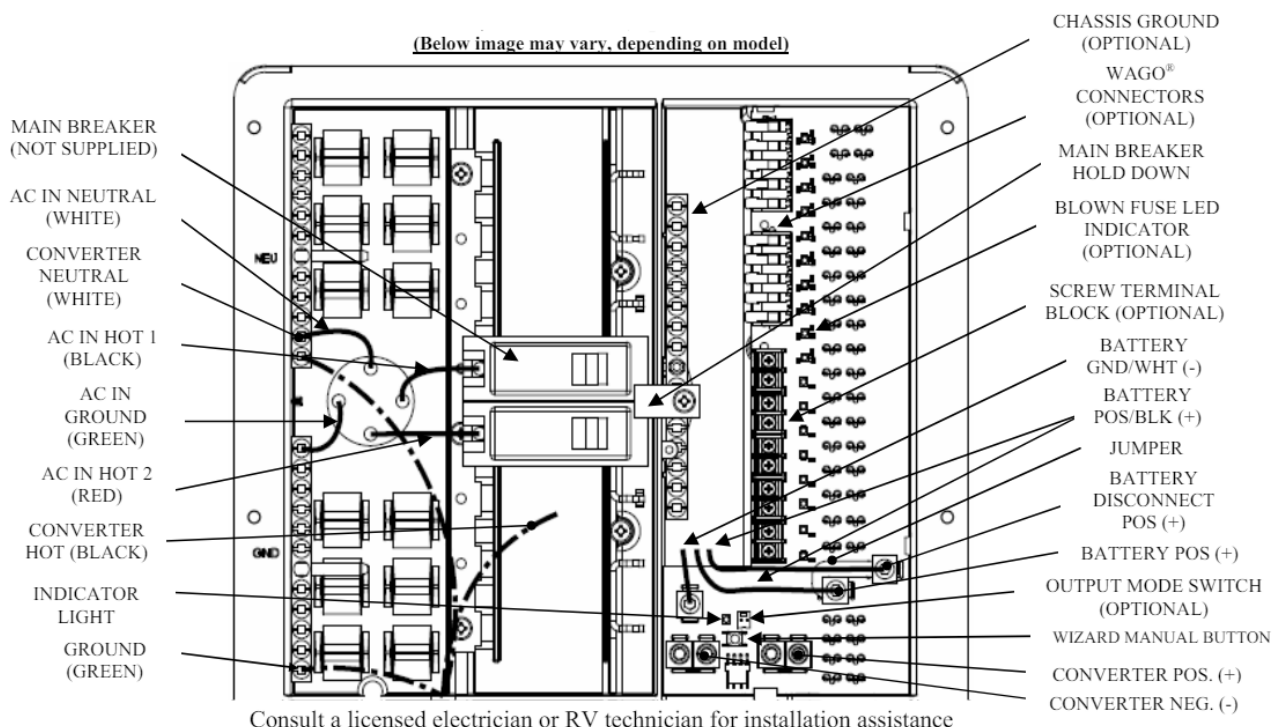 (Below image may vary, depending on model)
MAIN BREAKER
(NOT SUPPLIED)
AC IN NEUTRAL
(WHITE)
CONVERTER
NEUTRAL
(WHITE)
AC IN HOT 1
(BLACK)
AC IN
GROUND
(GREEN)
AC IN HOT 2
(RED)
CONVERTER
HOT (BLACK)
INDICATOR
LIGHT
GROUND
(GREEN)
NEU
GND
CHASSIS GROUND
(OPTIONAL)
WAGO®
CONNECTORS
(OPTIONAL)
MAIN BREAKER
HOLD DOWN
BLOWN FUSE LED
INDICATOR
(OPTIONAL)
SCREW TERMINAL
BLOCK (OPTIONAL)
BATTERY
GND/WHT (-)
BATTERY
POS/BLK (+)
JUMPER
BATTERY
DISCONNECT
POS (+)
BATTERY POS (+)
OUTPUT MODE SWITCH
(OPTIONAL)
WIZARD MANUAL BUTTON
CONVERTER POS. (+)
CONVERTER NEG. (-)
Consult a licensed electrician or RV technician for installation assistance